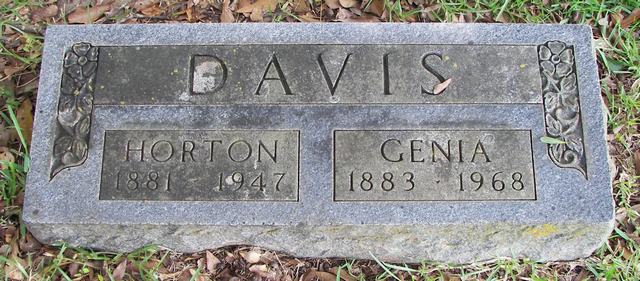 DAVIS
HORTON
1881 · 1947
GENIA
1883 · 1968